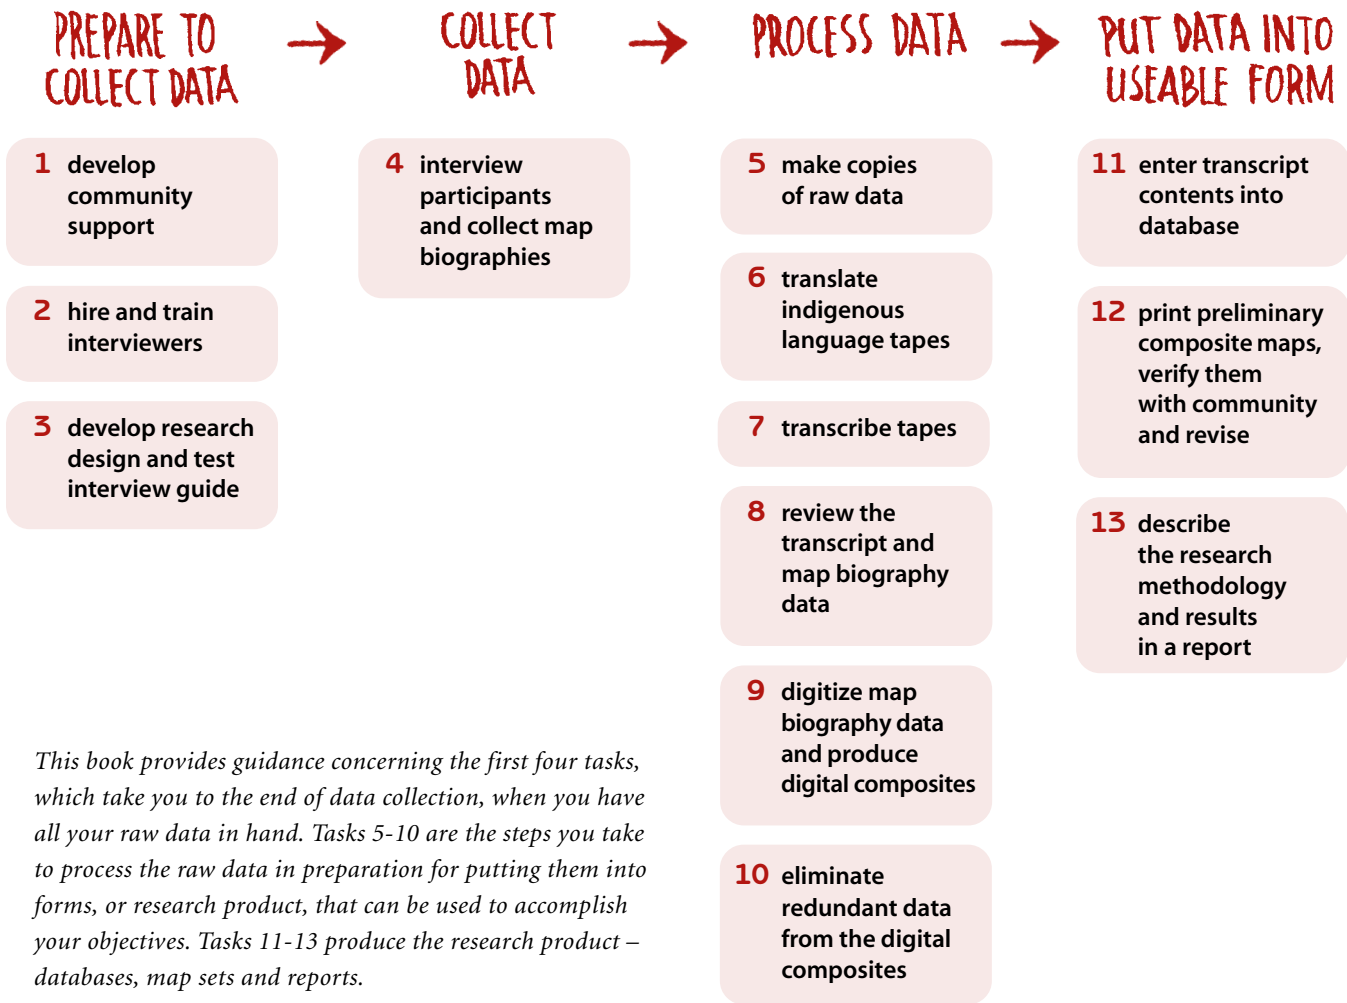 PREPARE TO
COLLECT DATA
COLLECT
DATA
PROCESS DATA
PUT DATA INTO
USEABLE FORM
1 develop
community
support
2 hire and train
interviewers
3 develop research
design and test
interview guide
4 interview
participants
and collect map
biographies
5 make copies
of raw data
6 translate
indigenous
language tapes
7 transcribe tapes
8 review the
transcript and
map biography
data
9 digitize map
biography data
and produce
digital composites
10 eliminate
redundant data
from the digital
composites
11 enter transcript
contents into
database
12 print preliminary
composite maps,
verify them
with community
and revise
13 describe
the research
methodology
and results
in a report
This book provides guidance concerning the first four tasks,
which take you to the end of data collection, when you have
all your raw data in hand. Tasks 5-10 are the steps you take
to process the raw data in preparation for putting them into
forms, or research product, that can be used to accomplish
your objectives. Tasks 11-13 produce the research product –
databases, map sets and reports.